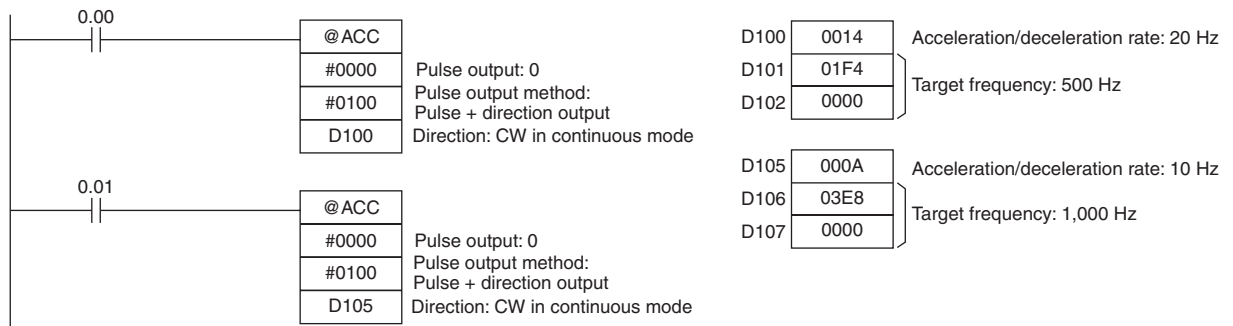 0.00
@ACC
#0000 Pulse output: 0
#0100 Pulse output method:
Pulse + direction output
D100 Direction: CW in continuous mode
0.01
@ACC
#0000 Pulse output: 0
#0100 Pulse output method:
Pulse + direction output
D105 Direction: CW in continuous mode
D100 0014 Acceleration/deceleration rate: 20 Hz
D101 01F4
Target frequency: 500 Hz
D102 0000
D105 000A Acceleration/deceleration rate: 10 Hz
D106 03E8
Target frequency: 1,000 Hz
D107 0000